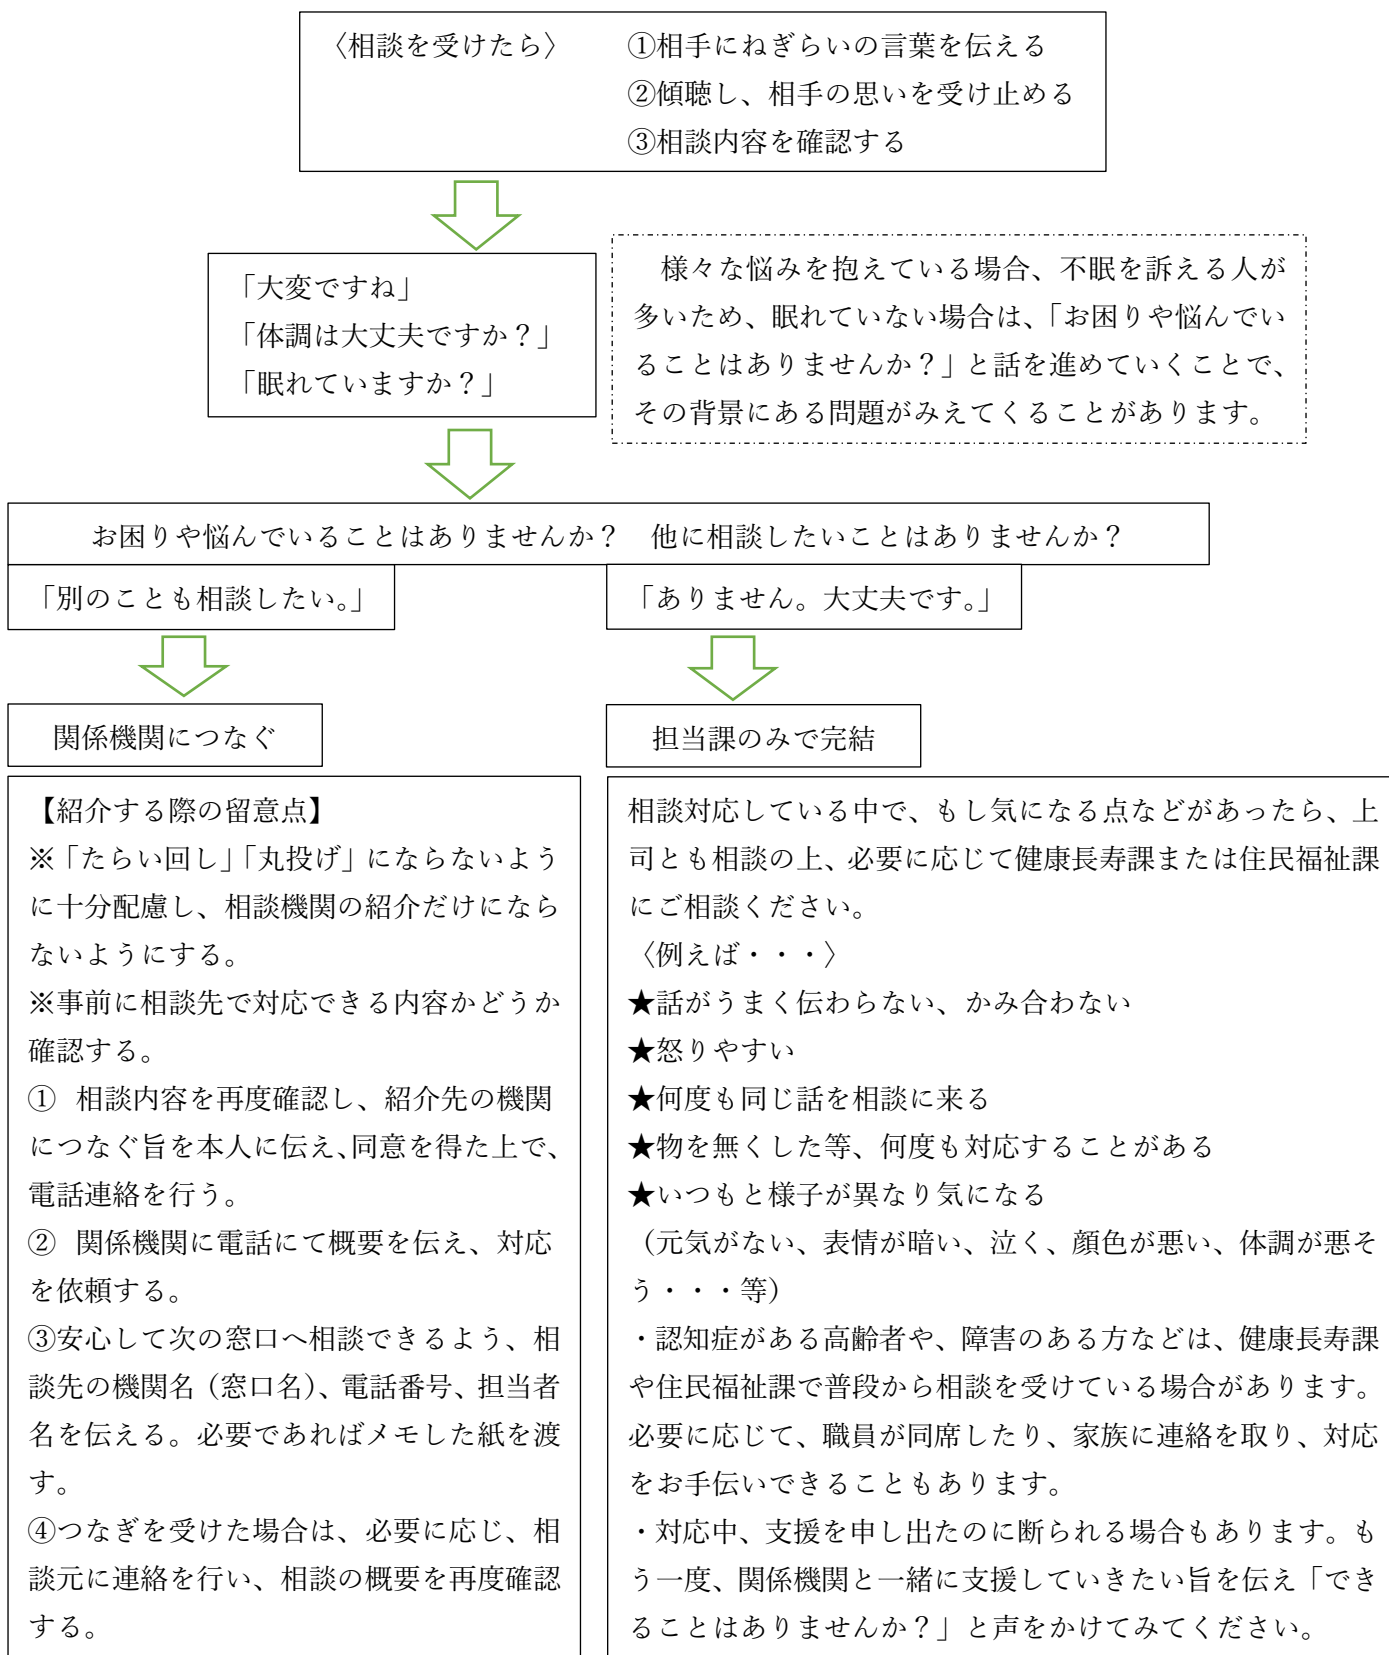 〈相談を受けたら〉　①相手にねぎらいの言葉を伝える
②傾聴し、相手の思いを受け止める
③相談内容を確認する
「大変ですね」
「体調は大丈夫ですか？」
「眠れていますか？」
様々な悩みを抱えている場合、不眠を訴える人が
多いため、眠れていない場合は、「お困りや悩んでい
ることはありませんか？」と話を進めていくことで、
その背景にある問題がみえてくることがあります。
お困りや悩んでいることはありませんか？　他に相談したいことはありませんか？
「別のことも相談したい。」
「ありません。大丈夫です。」
関係機関につなぐ
担当課のみで完結
【紹介する際の留意点】
※「たらい回し」「丸投げ」にならないよう
に十分配慮し、相談機関の紹介だけになら
ないようにする。
※事前に相談先で対応できる内容かどうか
確認する。
① 相談内容を再度確認し、紹介先の機関
につなぐ旨を本人に伝え、同意を得た上で、
電話連絡を行う。
② 関係機関に電話にて概要を伝え、対応
を依頼する。
③安心して次の窓口へ相談できるよう、相
談先の機関名（窓口名）、電話番号、担当者
名を伝える。必要であればメモした紙を渡
す。
④つなぎを受けた場合は、必要に応じ、相
談元に連絡を行い、相談の概要を再度確認
する。
相談対応している中で、もし気になる点などがあったら、上
司とも相談の上、必要に応じて健康長寿課または住民福祉課
にご相談ください。
〈例えば・・・〉
★話がうまく伝わらない、かみ合わない
★怒りやすい
★何度も同じ話を相談に来る
★物を無くした等、何度も対応することがある
★いつもと様子が異なり気になる
（元気がない、表情が暗い、泣く、顔色が悪い、体調が悪そ
う・・・等）
・認知症がある高齢者や、障害のある方などは、健康長寿課
や住民福祉課で普段から相談を受けている場合があります。
必要に応じて、職員が同席したり、家族に連絡を取り、対応
をお手伝いできることもあります。
・対応中、支援を申し出たのに断られる場合もあります。も
う一度、関係機関と一緒に支援していきたい旨を伝え「でき
ることはありませんか？」と声をかけてみてください。